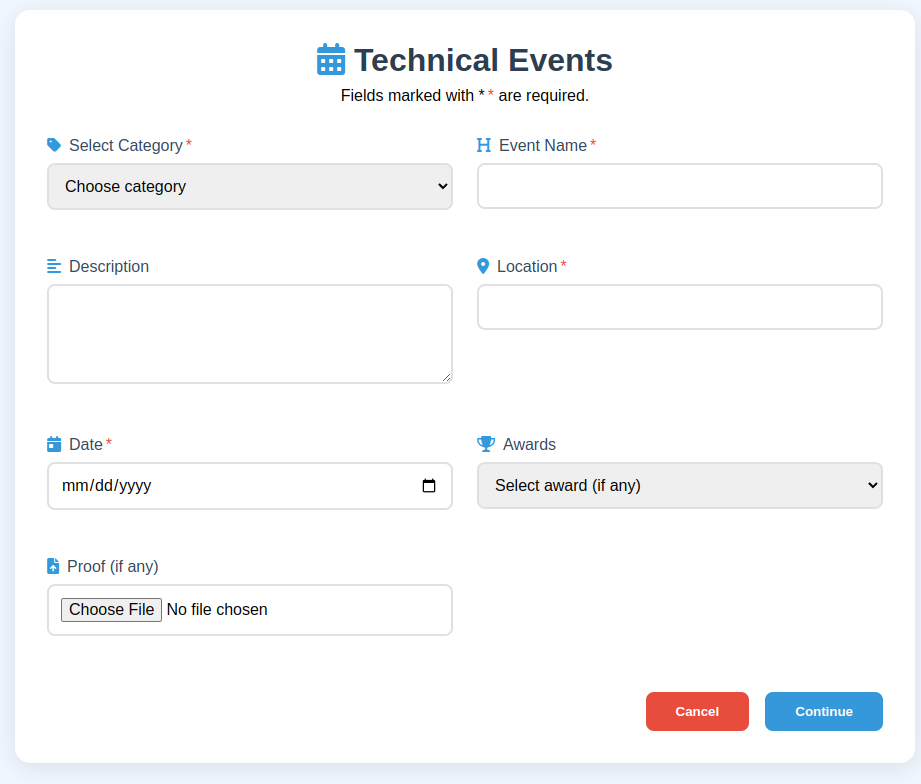 Technical Events
Fields marked with * * are required.
Select Category *
Event Name *
Choose category
Description
Location *
Date *
Awards
mm/dd/yyyy
Select award (if any)
Proof (if any)
Choose File No file chosen
Cancel
Continue